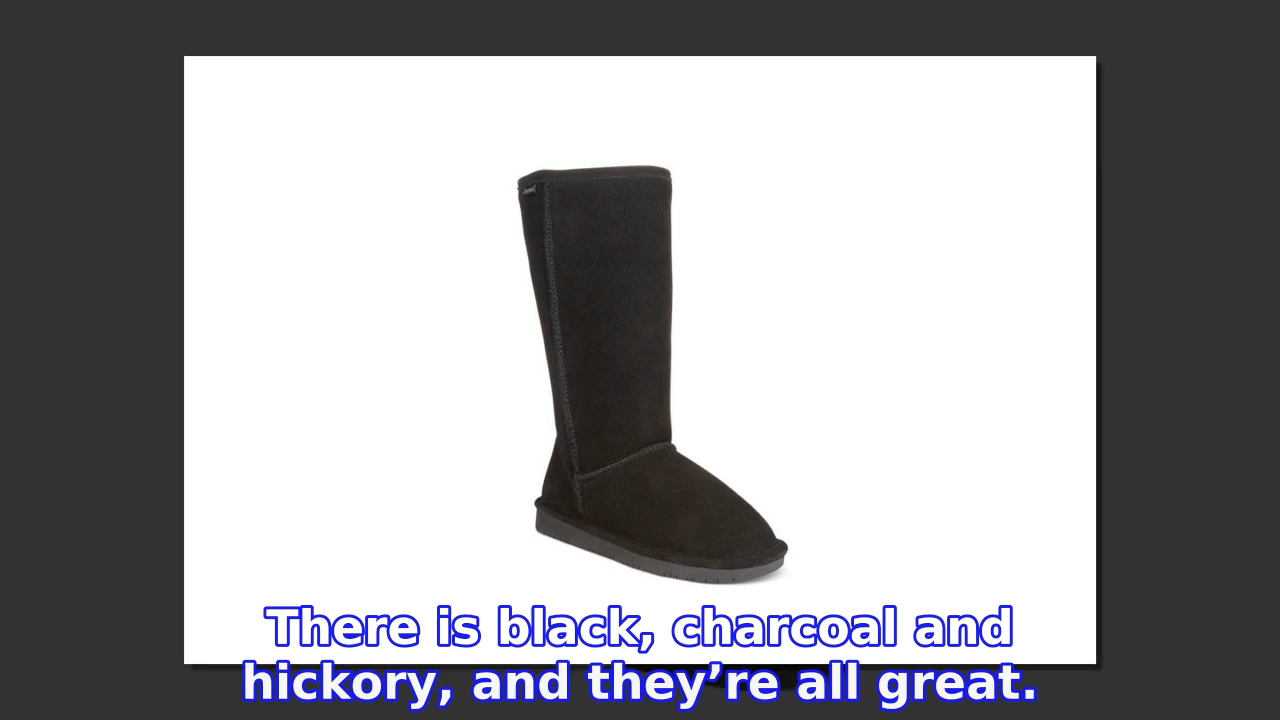 There is black, charcoal and
hickory, and they’re all great.